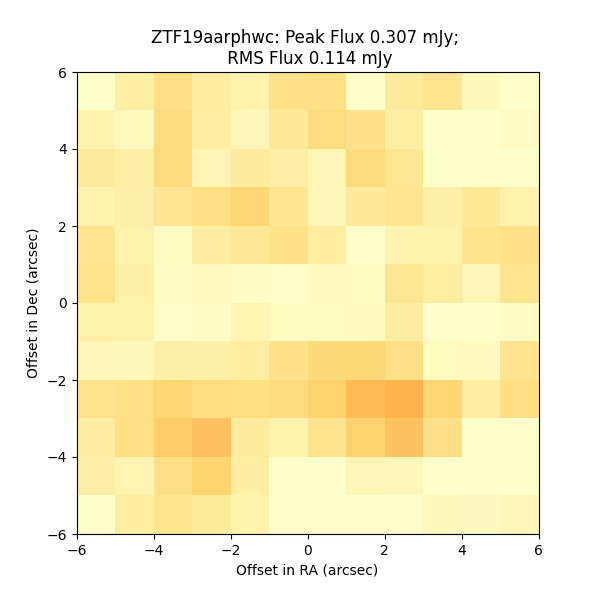 ZTF19aarphwc: Peak Flux 0.307 mJy;
RMS Flux 0.114 mJy
6
4
2
0
−2
−4
−6
Offset in Dec (arcsec)
−6 −4 −2 0 2 4 6
Offset in RA (arcsec)